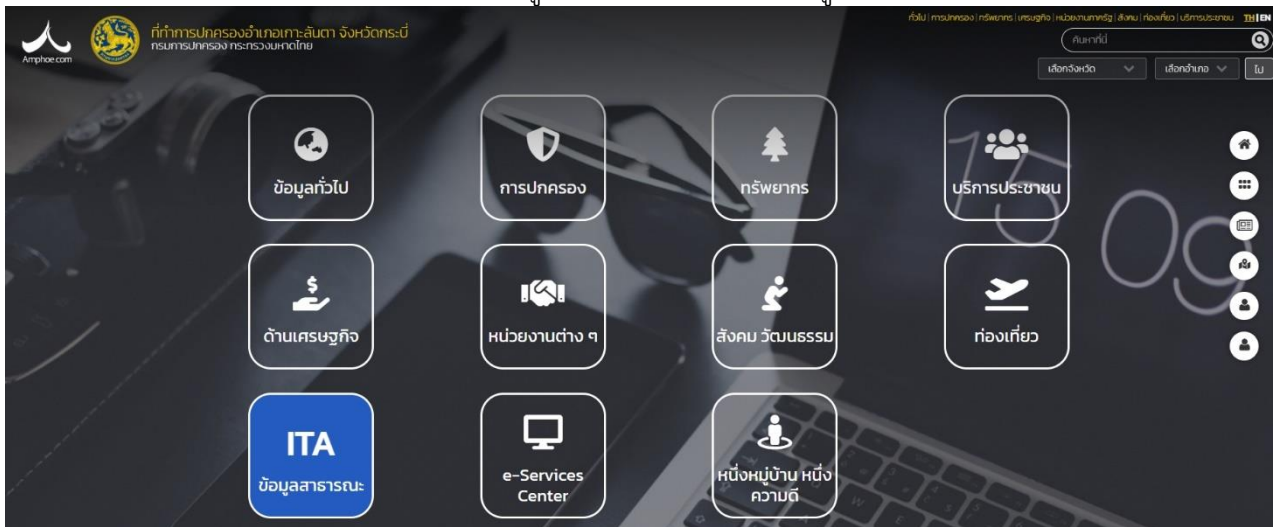 ที่ทำการปกครองอำเภอเกาะลันตา จังหวัดกระบี่
กรมการปกครอง กระทรวงมหาดไทย
Amphoe.com
ทั่วไป | การปกครอง | ทรัพยากร | เศรษฐกิจ | หน่วยงานภาครัฐ | สังคม | ท่องเที่ยว | บริการประชาชน TH | EN
ค้นหาที่นี่
เลือกจังหวัด เลือกอำเภอ ไป
ข้อมูลทั่วไป
การปกครอง
ทรัพยากร
บริการประชาชน
ด้านเศรษฐกิจ
หน่วยงานต่าง ๆ
สังคม วัฒนธรรม
ท่องเที่ยว
ITA
ข้อมูลสาธารณะ
e-Services
Center
หนึ่งหมู่บ้าน หนึ่ง
ความดี
15 09